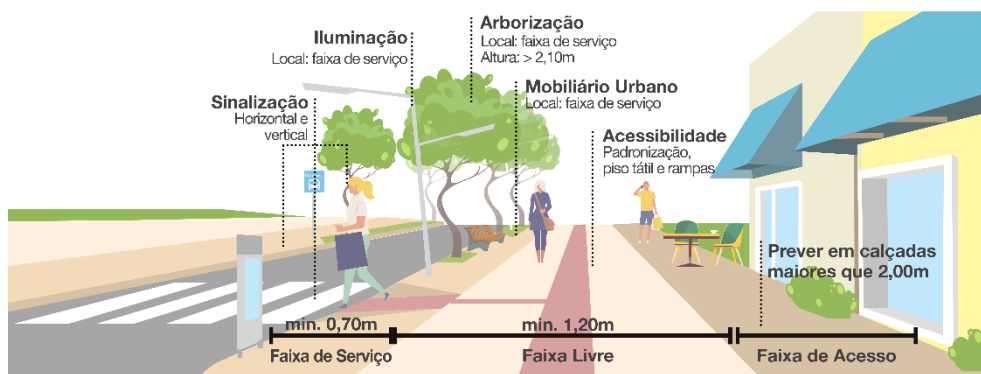 Iluminação
Local: faixa de serviço
Arborização
Local: faixa de serviço
Altura: > 2,10m
Sinalização
Horizontal e
vertical
Mobiliário Urbano
Local: faixa de serviço
Acessibilidade
Padronização,
piso tátil e rampas
Prever em calçadas
maiores que 2,00m
min. 0,70m
Faixa de Serviço
min. 1,20m
Faixa Livre
Faixa de Acesso